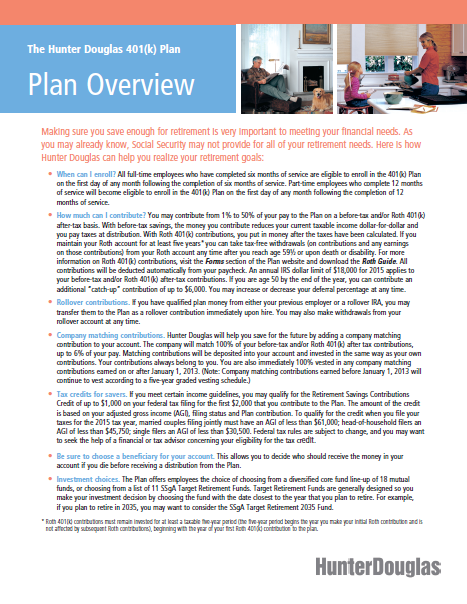 The Hunter Douglas 401(k) Plan
Plan Overview
Making sure you save enough for retirement is very important to meeting your financial needs. As
you may already know, Social Security may not provide for all of your retirement needs. Here is how
Hunter Douglas can help you realize your retirement goals:
• When can I enroll? All full-time employees who have completed six months of service are eligible to enroll in the 401(k) Plan
on the first day of any month following the completion of six months of service. Part-time employees who complete 12 months
of service will become eligible to enroll in the 401(k) Plan on the first day of any month following the completion of 12
months of service.
• How much can I contribute? You may contribute from 1% to 50% of your pay to the Plan on a before-tax and/or Roth 401(k)
after-tax basis. With before-tax savings, the money you contribute reduces your current taxable income dollar-for-dollar and
you pay taxes at distribution. With Roth 401(k) contributions, you put in money after the taxes have been calculated. If you
maintain your Roth account for at least five years* you can take tax-free withdrawals (on contributions and any earnings
on those contributions) from your Roth account any time after you reach age 59½ or upon death or disability. For more
information on Roth 401(k) contributions, visit the Forms section of the Plan website and download the Roth Guide. All
contributions will be deducted automatically from your paycheck. An annual IRS dollar limit of $18,000 for 2015 applies to
your before-tax and/or Roth 401(k) after-tax contributions. If you are age 50 by the end of the year, you can contribute an
additional "catch-up" contribution of up to $6,000. You may increase or decrease your deferral percentage at any time.
• Rollover contributions. If you have qualified plan money from either your previous employer or a rollover IRA, you may
transfer them to the Plan as a rollover contribution immediately upon hire. You may also make withdrawals from your
rollover account at any time.
• Company matching contributions. Hunter Douglas will help you save for the future by adding a company matching
contribution to your account. The company will match 100% of your before-tax and/or Roth 401(k) after tax contributions,
up to 6% of your pay. Matching contributions will be deposited into your account and invested in the same way as your own
contributions. Your contributions always belong to you. You are also immediately 100% vested in any company matching
contributions earned on or after January 1, 2013. (Note: Company matching contributions earned before January 1, 2013 will
continue to vest according to a five-year graded vesting schedule.)
• Tax credits for savers. If you meet certain income guidelines, you may qualify for the Retirement Savings Contributions
Credit of up to $1,000 on your federal tax filing for the first $2,000 that you contribute to the Plan. The amount of the credit
is based on your adjusted gross income (AGI), filing status and Plan contribution. To qualify for the credit when you file your
taxes for the 2015 tax year, married couples filing jointly must have an AGI of less than $61,000; head-of-household filers an
AGI of less than $45,750; single filers an AGI of less than $30,500. Federal tax rules are subject to change, and you may want
to seek the help of a financial or tax advisor concerning your eligibility for the tax credit.
• Be sure to choose a beneficiary for your account. This allows you to decide who should receive the money in your
account if you die before receiving a distribution from the Plan.
• Investment choices. The Plan offers employees the choice of choosing from a diversified core fund line-up of 18 mutual
funds, or choosing from a list of 11 SSgA Target Retirement Funds. Target Retirement Funds are generally designed so you
make your investment decision by choosing the fund with the date closest to the year that you plan to retire. For example,
if you plan to retire in 2035, you may want to consider the SSgA Target Retirement 2035 Fund.
* Roth 401(k) contributions must remain invested for at least a taxable five-year period (the five-year period begins the year you make your initial Roth contribution and is
not affected by subsequent Roth contributions), beginning with the year of your first Roth 401(k) contribution to the plan.
HunterDouglas